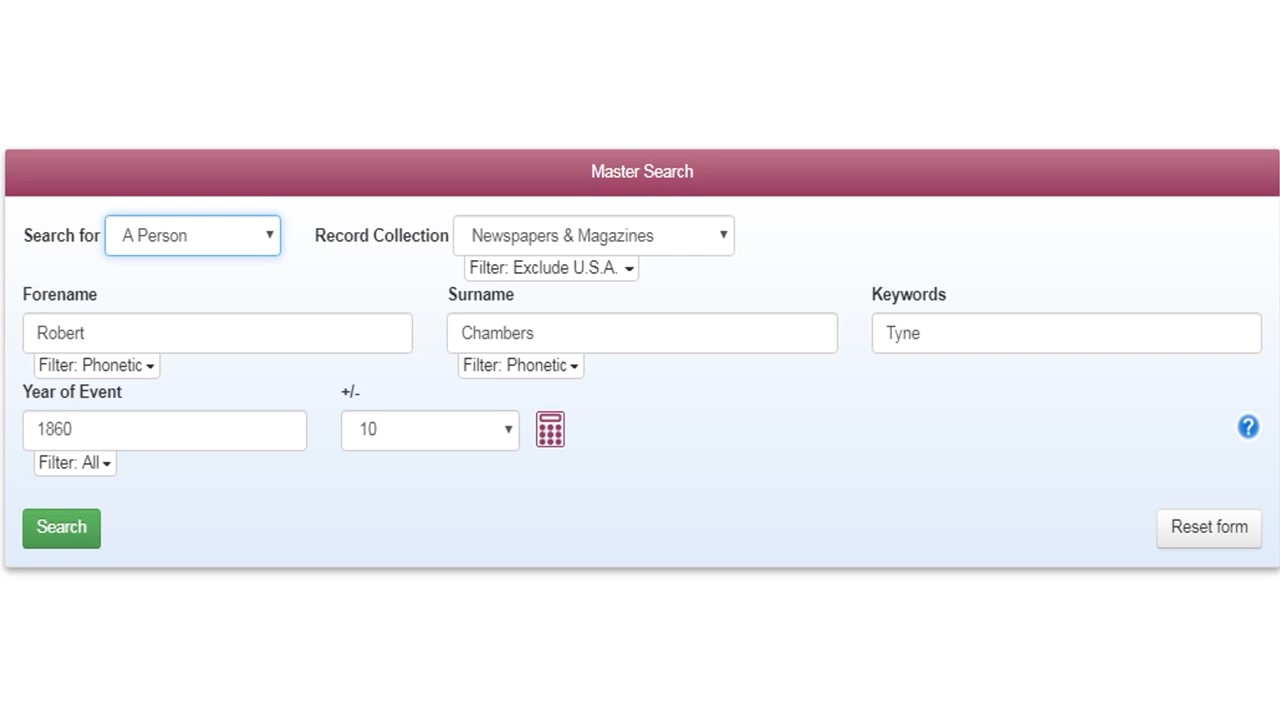 Master Search
Search for A Person Record Collection Newspapers & Magazines
Filter: Exclude U.S.A.
Forename Surname Keywords
Robert Chambers Tyne
Filter: Phonetic Filter: Phonetic
Year of Event +/-
1860 10 ?
Filter: All
Search Reset form